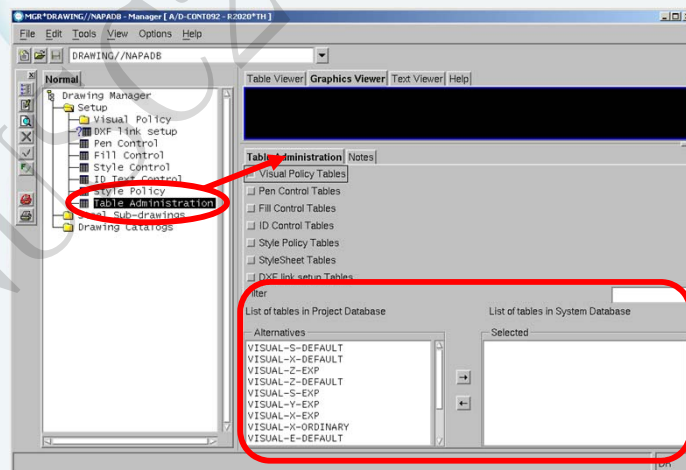 MGR*DRAWING//NAPADB - Manager [ A/D-CONT092 - R2020*TH ]
File Edit Tools View Options Help
DRAWING//NAPADB
Normal
Drawing Manager
Setup
Visual Policy
?DXF link setup
Pen Control
Fill Control
Style Control
ID Text Control
Style Policy
Table Administration
Steel Sub-drawings
Drawing Catalogs
Table Viewer Graphics Viewer Text Viewer Help
Table Administration Notes
Visual Policy Tables
Pen Control Tables
Fill Control Tables
ID Control Tables
Style Policy Tables
StyleSheet Tables
DXF link setup Tables
Filter
List of tables in Project Database List of tables in System Database
Alternatives Selected
VISUAL-S-DEFAULT
VISUAL-X-DEFAULT
VISUAL-Z-EXP
VISUAL-Z-DEFAULT
VISUAL-S-EXP
VISUAL-Y-EXP
VISUAL-X-EXP
VISUAL-X-ORDINARY
VISUAL-E-DEFAULT